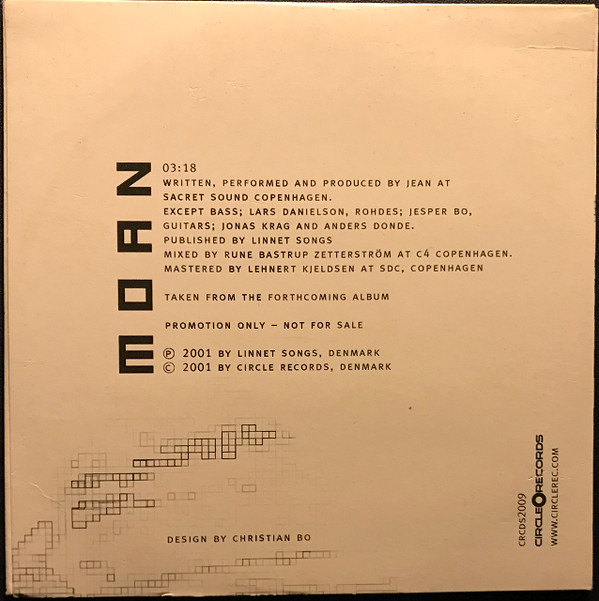 MOAN
03:18
WRITTEN, PERFORMED AND PRODUCED BY JEAN AT
SACRET SOUND COPENHAGEN.
EXCEPT BASS; LARS DANIELSON, ROHDES; JESPER BO,
GUITARS; JONAS KRAG AND ANDERS DONDE.
PUBLISHED BY LINNET SONGS
MIXED BY RUNE BASTRUP ZETTERSTRÖM AT C4 COPENHAGEN.
MASTERED BY LEHNERT KJELDSEN AT SDC, COPENHAGEN
TAKEN FROM THE FORTHCOMING ALBUM
PROMOTION ONLY – NOT FOR SALE
℗ 2001 BY LINNET SONGS, DENMARK
© 2001 BY CIRCLE RECORDS, DENMARK
DESIGN BY CHRISTIAN BO
CRCDS2009
CIRCLE RECORDS
WWW.CIRCLEREC.COM